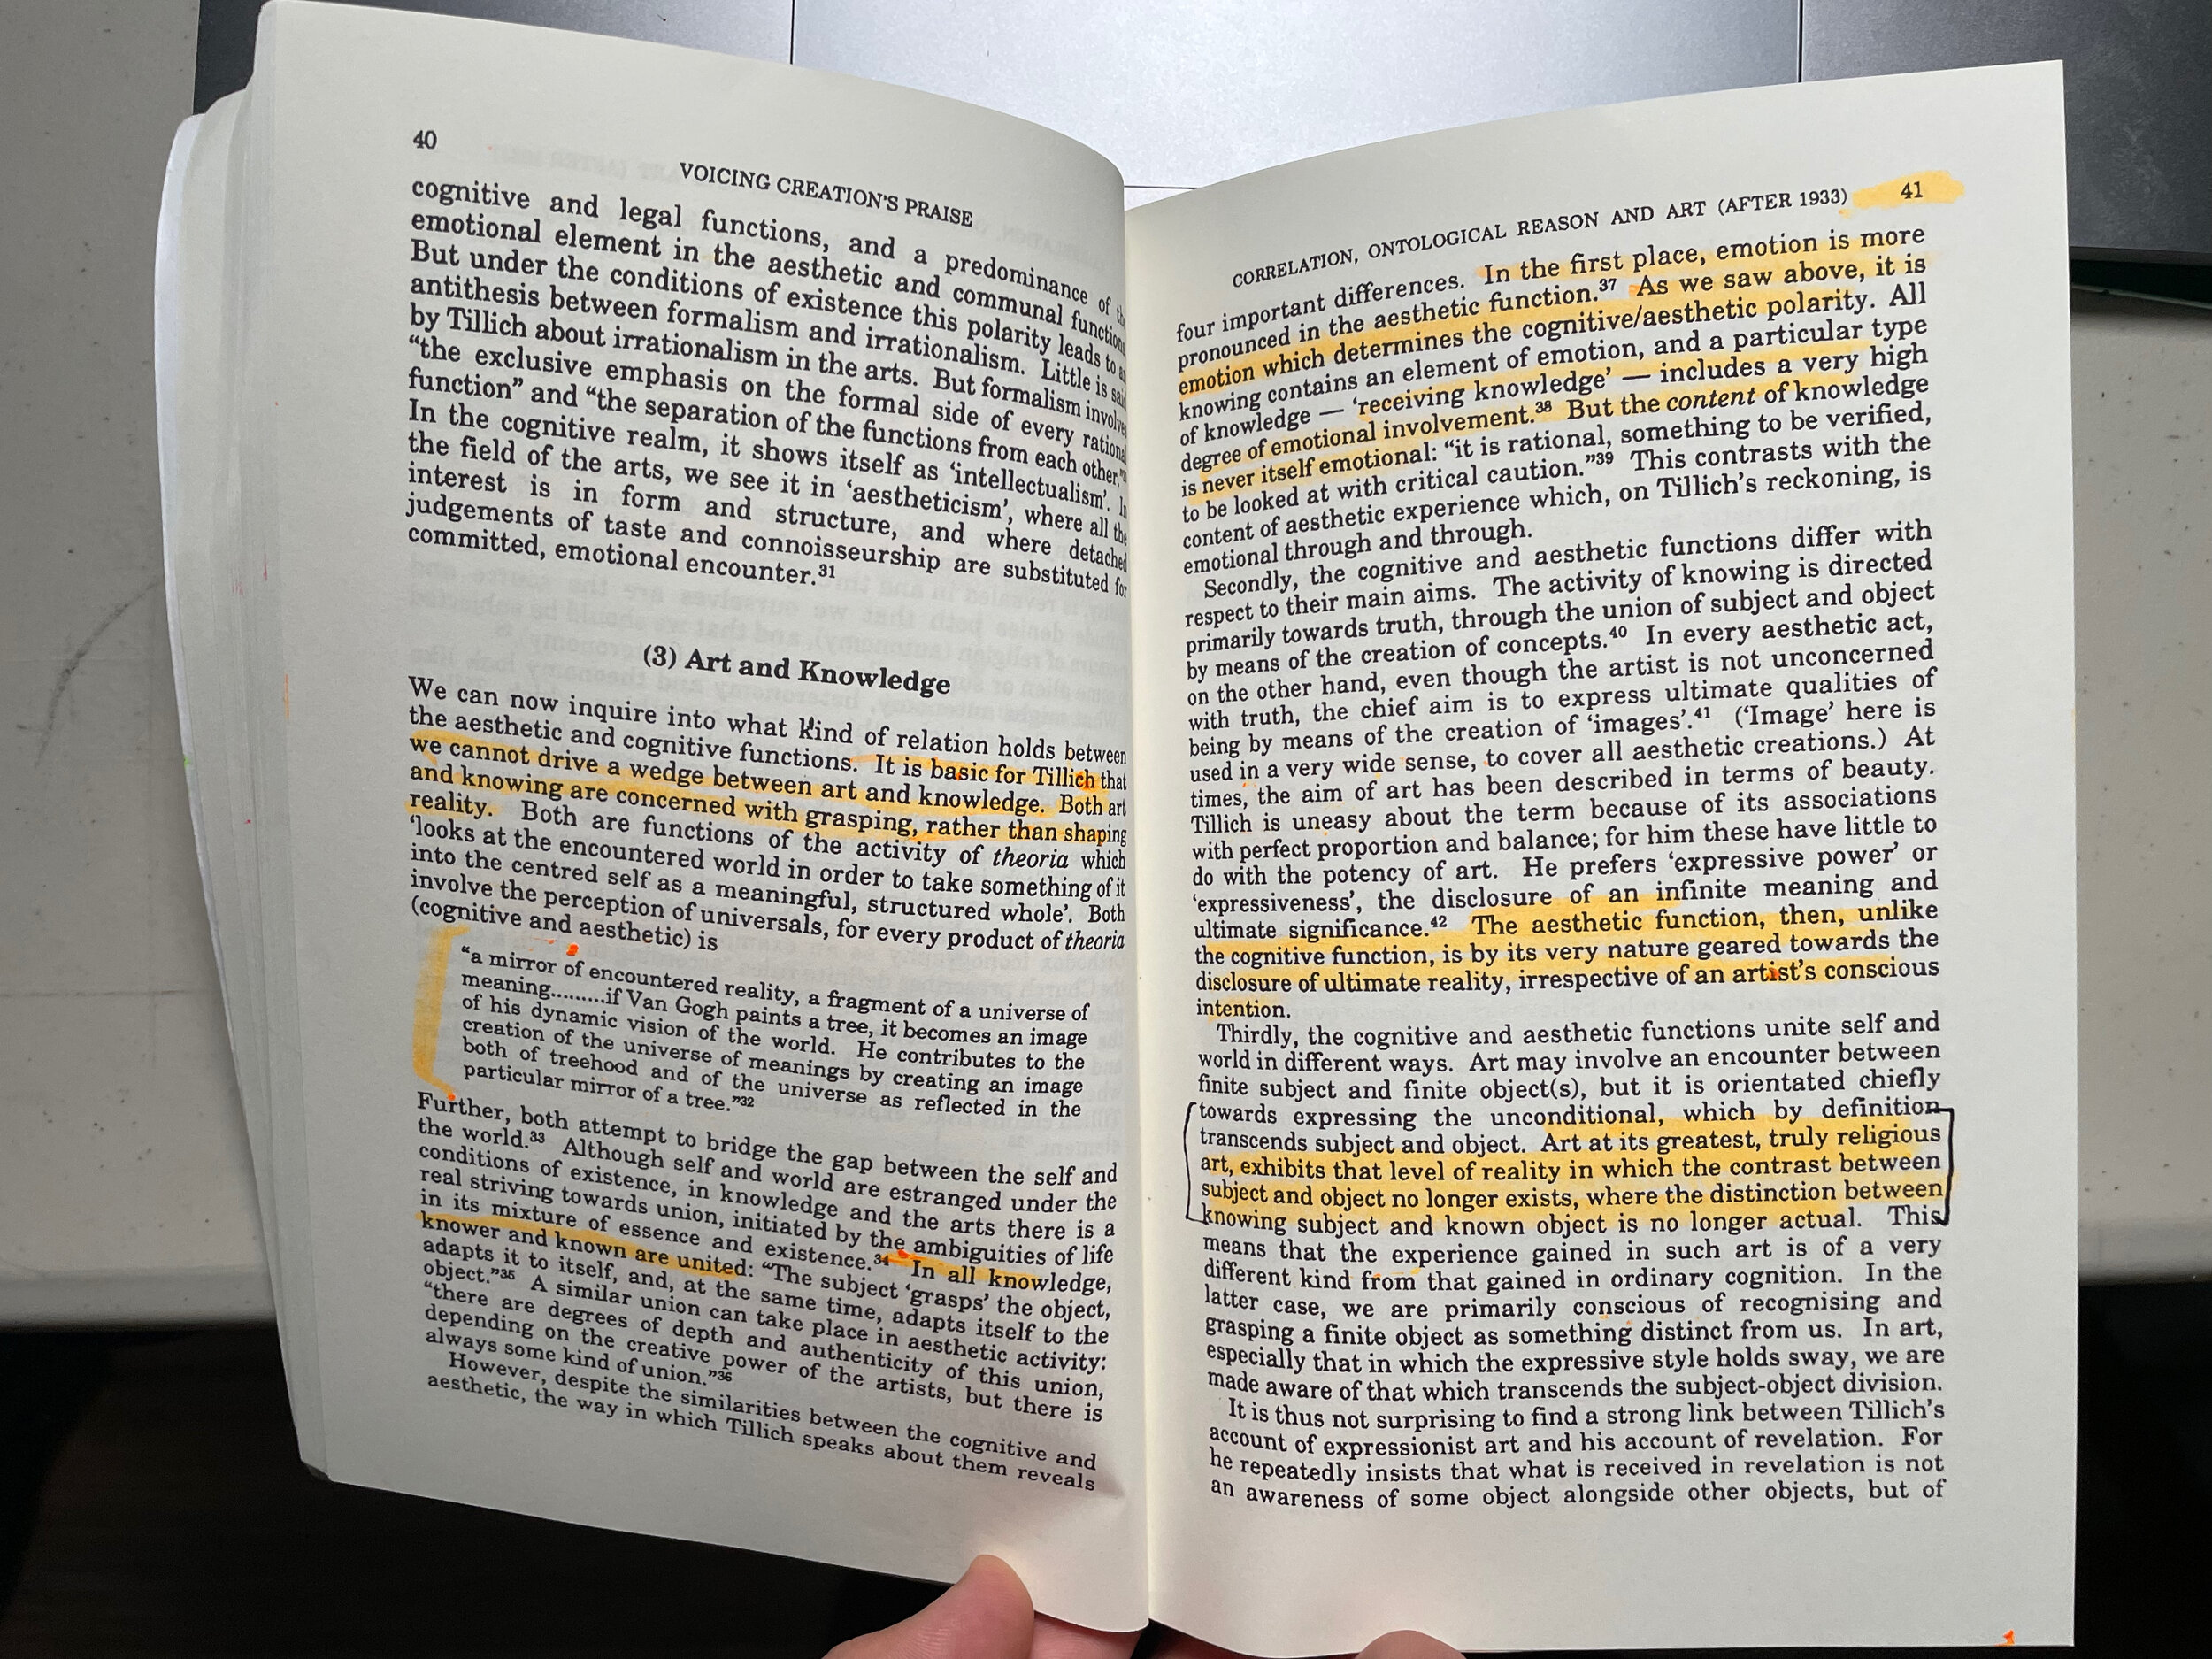 40
VOICING CREATION'S PRAISE
cognitive and legal functions, and a predominance of
emotional element in the aesthetic and communal function
But under the conditions of existence this polarity leads to
antithesis between formalism and irrationalism. Little is said
by Tillich about irrationalism in the arts. But formalism involves
“the exclusive emphasis on the formal side of every rational
function” and “the separation of the functions from each other.”
In the cognitive realm, it shows itself as ‘intellectualism’. In
the field of the arts, we see it in ‘aestheticism’, where all the
interest is in form and structure, and where detached
judgements of taste and connoisseurship are substituted for
committed, emotional encounter.31
(3) Art and Knowledge
We can now inquire into what kind of relation holds between
the aesthetic and cognitive functions. It is basic for Tillich that
we cannot drive a wedge between art and knowledge. Both art
and knowing are concerned with grasping, rather than shaping
reality. Both are functions of the activity of theoria which
‘looks at the encountered world in order to take something of it
into the centred self as a meaningful, structured whole’. Both
involve the perception of universals, for every product of theoria
(cognitive and aesthetic) is
“a mirror of encountered reality, a fragment of a universe of
meaning.........if Van Gogh paints a tree, it becomes an image
of his dynamic vision of the world. He contributes to the
creation of the universe of meanings by creating an image
both of treehood and of the universe as reflected in the
particular mirror of a tree.”32
Further, both attempt to bridge the gap between the self and
the world.33 Although self and world are estranged under the
conditions of existence, in knowledge and the arts there is a
real striving towards union, initiated by the ambiguities of life
in its mixture of essence and existence.34 In all knowledge,
knower and known are united: “The subject ‘grasps’ the object,
adapts it to itself, and, at the same time, adapts itself to the
object.”35 A similar union can take place in aesthetic activity:
“there are degrees of depth and authenticity of this union,
depending on the creative power of the artists, but there is
always some kind of union.”36
However, despite the similarities between the cognitive and
aesthetic, the way in which Tillich speaks about them reveals
CORRELATION, ONTOLOGICAL REASON AND ART (AFTER 1933) 41
four important differences. In the first place, emotion is more
pronounced in the aesthetic function.37 As we saw above, it is
emotion which determines the cognitive/aesthetic polarity. All
knowing contains an element of emotion, and a particular type
of knowledge — ‘receiving knowledge’ — includes a very high
degree of emotional involvement.38 But the content of knowledge
is never itself emotional: “it is rational, something to be verified,
to be looked at with critical caution.”39 This contrasts with the
content of aesthetic experience which, on Tillich's reckoning, is
emotional through and through.
Secondly, the cognitive and aesthetic functions differ with
respect to their main aims. The activity of knowing is directed
primarily towards truth, through the union of subject and object
by means of the creation of concepts.40 In every aesthetic act,
on the other hand, even though the artist is not unconcerned
with truth, the chief aim is to express ultimate qualities of
being by means of the creation of ‘images’.41 (‘Image’ here is
used in a very wide sense, to cover all aesthetic creations.) At
times, the aim of art has been described in terms of beauty.
Tillich is uneasy about the term because of its associations
with perfect proportion and balance; for him these have little to
do with the potency of art. He prefers ‘expressive power’ or
‘expressiveness’, the disclosure of an infinite meaning and
ultimate significance.42 The aesthetic function, then, unlike
the cognitive function, is by its very nature geared towards the
disclosure of ultimate reality, irrespective of an artist's conscious
intention.
Thirdly, the cognitive and aesthetic functions unite self and
world in different ways. Art may involve an encounter between
finite subject and finite object(s), but it is orientated chiefly
towards expressing the unconditional, which by definition
transcends subject and object. Art at its greatest, truly religious
art, exhibits that level of reality in which the contrast between
subject and object no longer exists, where the distinction between
knowing subject and known object is no longer actual. This
means that the experience gained in such art is of a very
different kind from that gained in ordinary cognition. In the
latter case, we are primarily conscious of recognising and
grasping a finite object as something distinct from us. In art,
especially that in which the expressive style holds sway, we are
made aware of that which transcends the subject-object division.
It is thus not surprising to find a strong link between Tillich's
account of expressionist art and his account of revelation. For
he repeatedly insists that what is received in revelation is not
an awareness of some object alongside other objects, but of